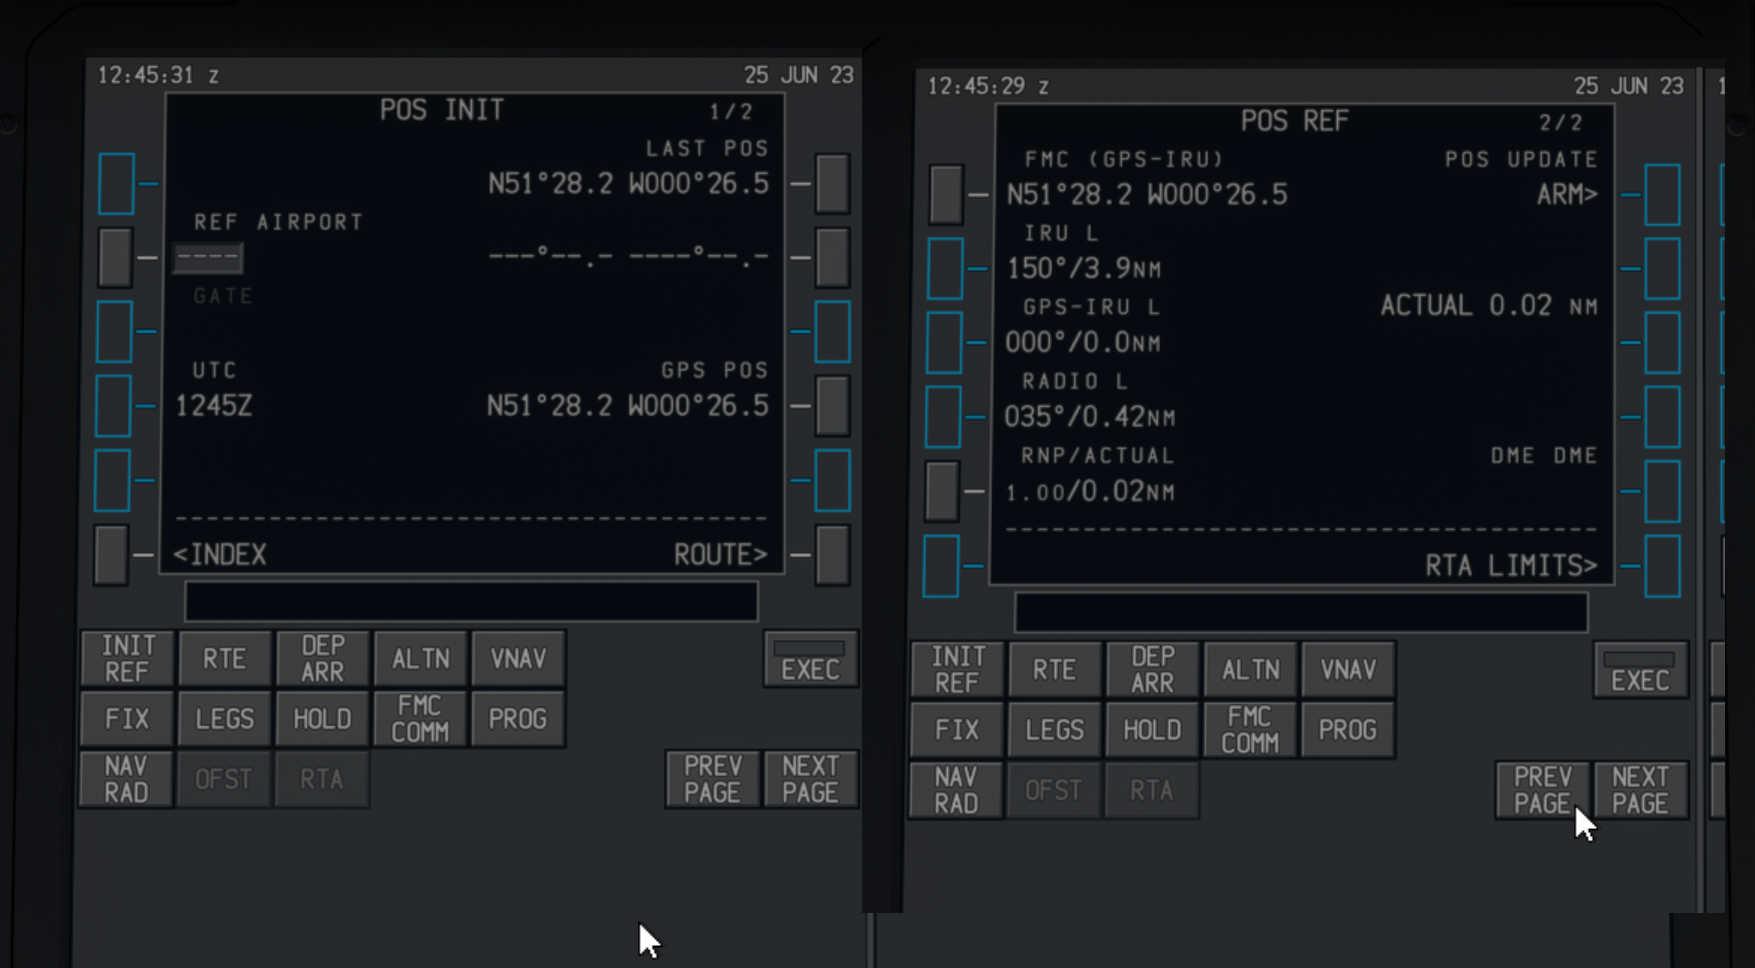 12:45:31 z 25 JUN 23
POS INIT 1/2
LAST POS
N51°28.2 W000°26.5
REF AIRPORT
---- ---°--.- ----°--.-
GATE
UTC GPS POS
1245Z N51°28.2 W000°26.5
--------------------------------------
<INDEX ROUTE>
INIT REF RTE DEP ARR ALTN VNAV EXEC
FIX LEGS HOLD FMC COMM PROG
NAV RAD OFST RTA PREV PAGE NEXT PAGE
12:45:29 z 25 JUN 23
POS REF 2/2
FMC (GPS-IRU) POS UPDATE
N51°28.2 W000°26.5 ARM>
IRU L
150°/3.9NM
GPS-IRU L ACTUAL 0.02 NM
000°/0.0NM
RADIO L
035°/0.42NM
RNP/ACTUAL DME DME
1.00/0.02NM
--------------------------------------
RTA LIMITS>
INIT REF RTE DEP ARR ALTN VNAV EXEC
FIX LEGS HOLD FMC COMM PROG
NAV RAD OFST RTA PREV PAGE NEXT PAGE